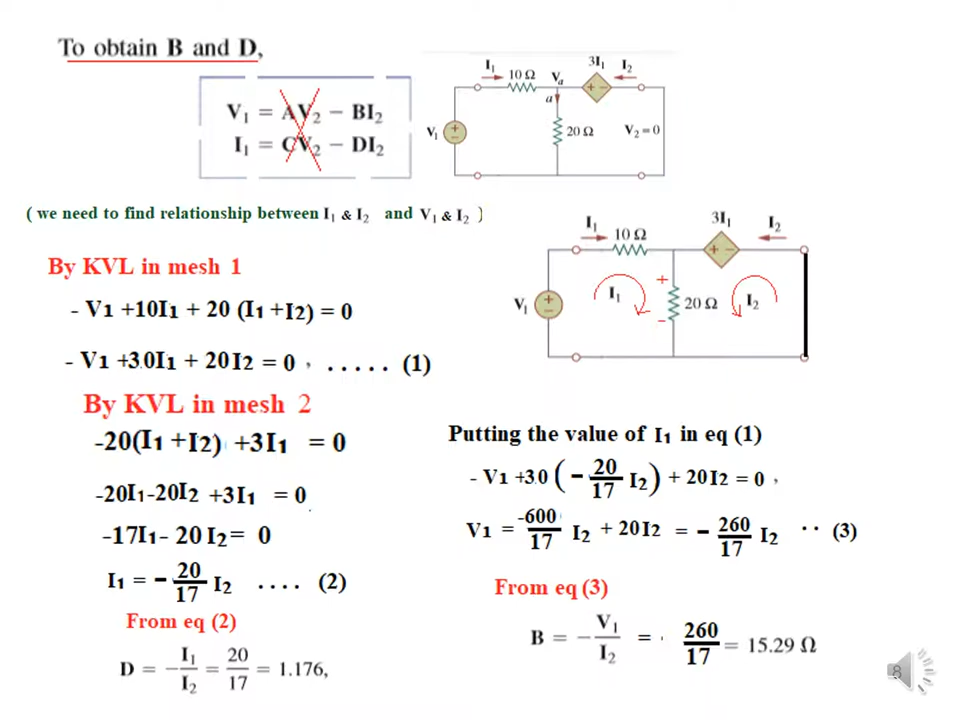 To obtain B and D,
V₁ = AV₂ − BI₂
I₁ = CV₂ − DI₂
I₁ 10 Ω Vₐ 3I₁ I₂
a
+ −
V₁ + −
20 Ω V₂ = 0
( we need to find relationship between I₁ & I₂ and V₁ & I₂ )
I₁ 10 Ω 3I₁ I₂
+ −
V₁ + − I₁ + − 20 Ω I₂
By KVL in mesh 1
- V1 +10I1 + 20 (I1 +I2) = 0
- V1 +3.0I1 + 20I2 = 0 , ..... (1)
By KVL in mesh 2
-20(I1 +I2) +3I1 = 0
-20I1-20I2 +3I1 = 0
-17I1- 20 I2 = 0
I1 = - 20/17 I2 .... (2)
From eq (2)
D = − I₁/I₂ = 20/17 = 1.176,
Putting the value of I1 in eq (1)
- V1 +3.0 ( - 20/17 I2 ) + 20I2 = 0 ,
V1 = -600/17 I2 + 20I2 = - 260/17 I2 .. (3)
From eq (3)
B = − V₁/I₂ = 260/17 = 15.29 Ω
8